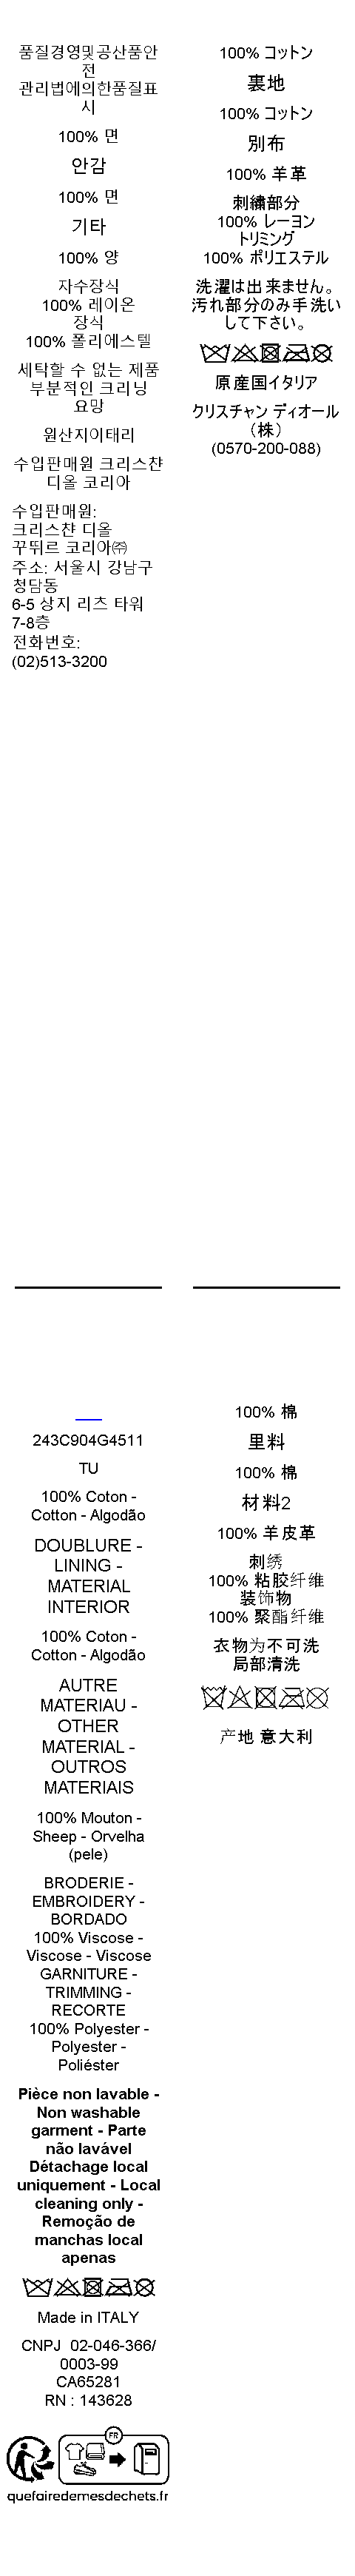 품질경영및공산품안
전
관리법에의한품질표
시
100% 면
안감
100% 면
기타
100% 양
자수장식
100% 레이온
장식
100% 폴리에스텔
세탁할 수 없는 제품
부분적인 크리닝
요망
원산지이태리
수입판매원 크리스챤
디올 코리아
수입판매원:
크리스챤 디올
꾸뛰르 코리아㈜
주소: 서울시 강남구
청담동
6-5 상지 리츠 타워
7-8층
전화번호:
(02)513-3200
100% コットン
裏地
100% コットン
別布
100% 羊革
刺繍部分
100% レーヨン
トリミング
100% ポリエステル
洗濯は出来ません。
汚れ部分のみ手洗い
して下さい。
原産国イタリア
クリスチャン ディオール
（株）
(0570-200-088)
243C904G4511
TU
100% Coton -
Cotton - Algodão
DOUBLURE -
LINING -
MATERIAL
INTERIOR
100% Coton -
Cotton - Algodão
AUTRE
MATERIAU -
OTHER
MATERIAL -
OUTROS
MATERIAIS
100% Mouton -
Sheep - Orvelha
(pele)
BRODERIE -
EMBROIDERY -
BORDADO
100% Viscose -
Viscose - Viscose
GARNITURE -
TRIMMING -
RECORTE
100% Polyester -
Polyester -
Poliéster
Pièce non lavable -
Non washable
garment - Parte
não lavável
Détachage local
uniquement - Local
cleaning only -
Remoção de
manchas local
apenas
Made in ITALY
CNPJ  02-046-366/
0003-99
CA65281
RN : 143628
FR
quefairedemesdechets.fr
100% 棉
里料
100% 棉
材料2
100% 羊皮革
刺绣
100% 粘胶纤维
装饰物
100% 聚酯纤维
衣物为不可洗
局部清洗
产地 意大利